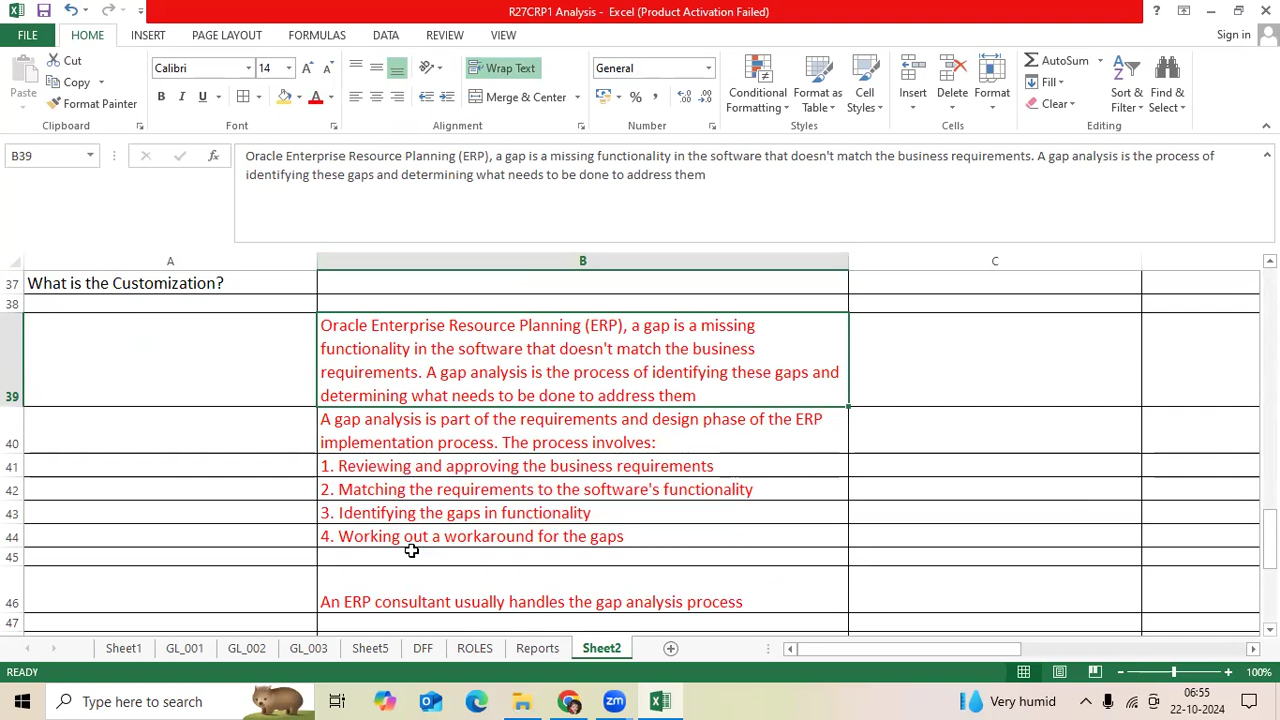 R27CRP1 Analysis - Excel (Product Activation Failed)
?
FILE HOME INSERT PAGE LAYOUT FORMULAS DATA REVIEW VIEW Sign in
Paste
Cut
Copy
Format Painter
Clipboard
Calibri 14
B I U
Font
Wrap Text
Merge & Center
Alignment
General
%
Number
Conditional Formatting
Format as Table
Cell Styles
Styles
Insert
Delete
Format
Cells
AutoSum
Fill
Clear
Sort & Filter
Find & Select
Editing
B39
fx
Oracle Enterprise Resource Planning (ERP), a gap is a missing functionality in the software that doesn't match the business requirements. A gap analysis is the process of
identifying these gaps and determining what needs to be done to address them
A B C
37 What is the Customization?
38
Oracle Enterprise Resource Planning (ERP), a gap is a missing
functionality in the software that doesn't match the business
requirements. A gap analysis is the process of identifying these gaps and
39 determining what needs to be done to address them
A gap analysis is part of the requirements and design phase of the ERP
40 implementation process. The process involves:
41 1. Reviewing and approving the business requirements
42 2. Matching the requirements to the software's functionality
43 3. Identifying the gaps in functionality
44 4. Working out a workaround for the gaps
45
46 An ERP consultant usually handles the gap analysis process
47
Sheet1 GL_001 GL_002 GL_003 Sheet5 DFF ROLES Reports Sheet2
READY 100%
Type here to search
Very humid
06:55
22-10-2024